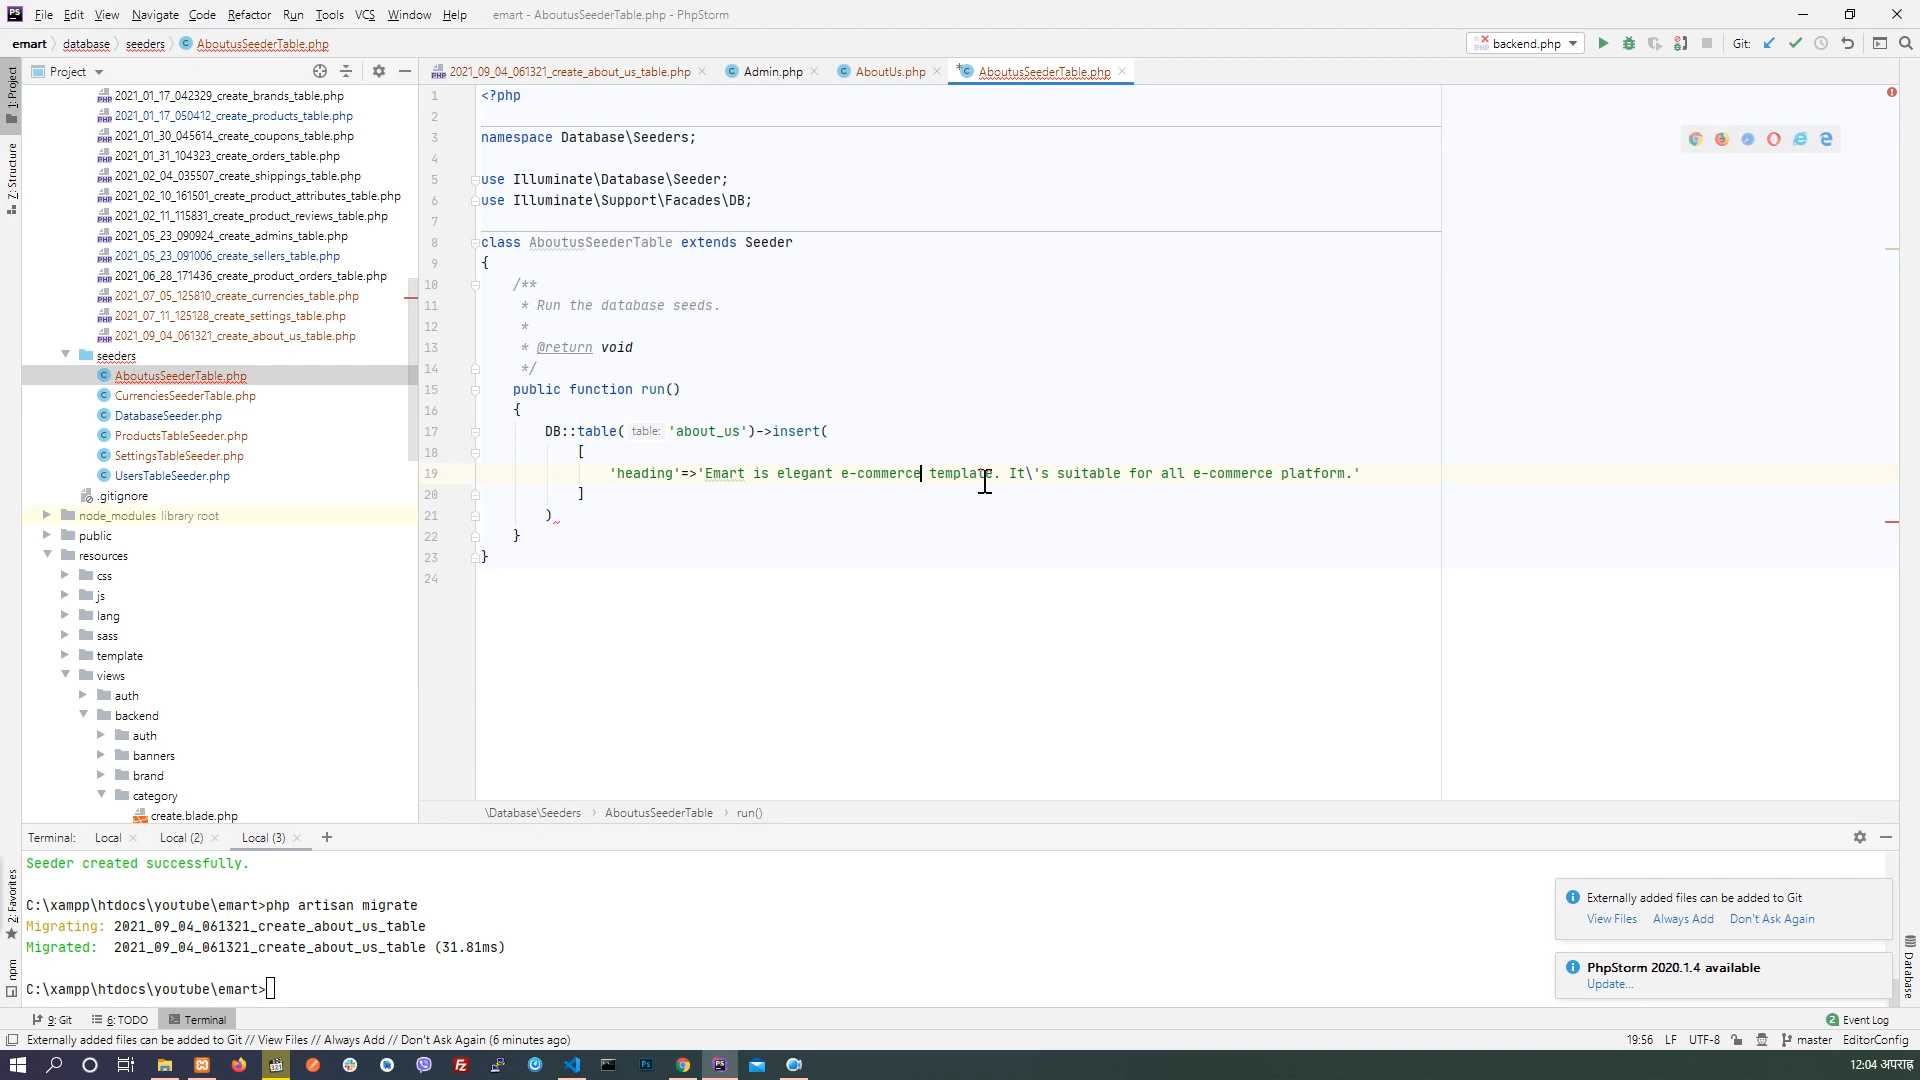 File Edit View Navigate Code Refactor Run Tools VCS Window Help emart - AboutusSeederTable.php - PhpStorm
emart database seeders AboutusSeederTable.php
backend.php Git:
Project
2021_09_04_061321_create_about_us_table.php Admin.php AboutUs.php AboutusSeederTable.php
1: Project
Z: Structure
2: Favorites
npm
2021_01_17_042329_create_brands_table.php
2021_01_17_050412_create_products_table.php
2021_01_30_045614_create_coupons_table.php
2021_01_31_104323_create_orders_table.php
2021_02_04_035507_create_shippings_table.php
2021_02_10_161501_create_product_attributes_table.php
2021_02_11_115831_create_product_reviews_table.php
2021_05_23_090924_create_admins_table.php
2021_05_23_091006_create_sellers_table.php
2021_06_28_171436_create_product_orders_table.php
2021_07_05_125810_create_currencies_table.php
2021_07_11_125128_create_settings_table.php
2021_09_04_061321_create_about_us_table.php
seeders
AboutusSeederTable.php
CurrenciesSeederTable.php
DatabaseSeeder.php
ProductsTableSeeder.php
SettingsTableSeeder.php
UsersTableSeeder.php
.gitignore
node_modules library root
public
resources
css
js
lang
sass
template
views
auth
backend
auth
banners
brand
category
create.blade.php
1 <?php
2
3 namespace Database\Seeders;
4
5 use Illuminate\Database\Seeder;
6 use Illuminate\Support\Facades\DB;
7
8 class AboutusSeederTable extends Seeder
9 {
10 /**
11 * Run the database seeds.
12 *
13 * @return void
14 */
15 public function run()
16 {
17 DB::table( table: 'about_us')->insert(
18 [
19 'heading'=>'Emart is elegant e-commerce template. It\'s suitable for all e-commerce platform.'
20 ]
21 )
22 }
23 }
24
\Database\Seeders AboutusSeederTable run()
Terminal: Local Local (2) Local (3)
Seeder created successfully.
C:\xampp\htdocs\youtube\emart>php artisan migrate
Migrating: 2021_09_04_061321_create_about_us_table
Migrated: 2021_09_04_061321_create_about_us_table (31.81ms)
C:\xampp\htdocs\youtube\emart>
Externally added files can be added to Git
View Files Always Add Don't Ask Again
PhpStorm 2020.1.4 available
Update...
Database
9: Git 6: TODO Terminal 2 Event Log
Externally added files can be added to Git // View Files // Always Add // Don't Ask Again (6 minutes ago) 19:56 LF UTF-8 master EditorConfig
12:04 अपराह्न